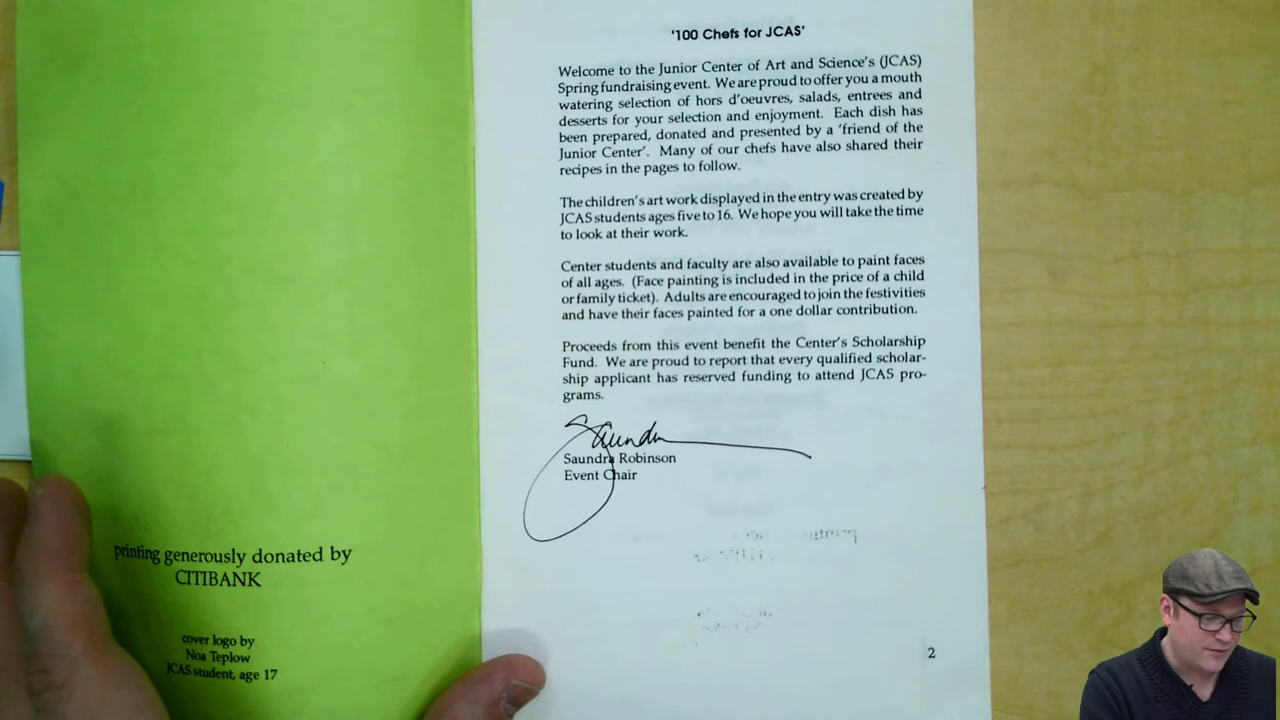 printing generously donated by
CITIBANK
cover logo by
Noa Teplow
JCAS student, age 17
'100 Chefs for JCAS'
Welcome to the Junior Center of Art and Science's (JCAS)
Spring fundraising event. We are proud to offer you a mouth
watering selection of hors d'oeuvres, salads, entrees and
desserts for your selection and enjoyment. Each dish has
been prepared, donated and presented by a 'friend of the
Junior Center'. Many of our chefs have also shared their
recipes in the pages to follow.
The children's art work displayed in the entry was created by
JCAS students ages five to 16. We hope you will take the time
to look at their work.
Center students and faculty are also available to paint faces
of all ages. (Face painting is included in the price of a child
or family ticket). Adults are encouraged to join the festivities
and have their faces painted for a one dollar contribution.
Proceeds from this event benefit the Center's Scholarship
Fund. We are proud to report that every qualified scholar-
ship applicant has reserved funding to attend JCAS pro-
grams.
Saundra
Saundra Robinson
Event Chair
2